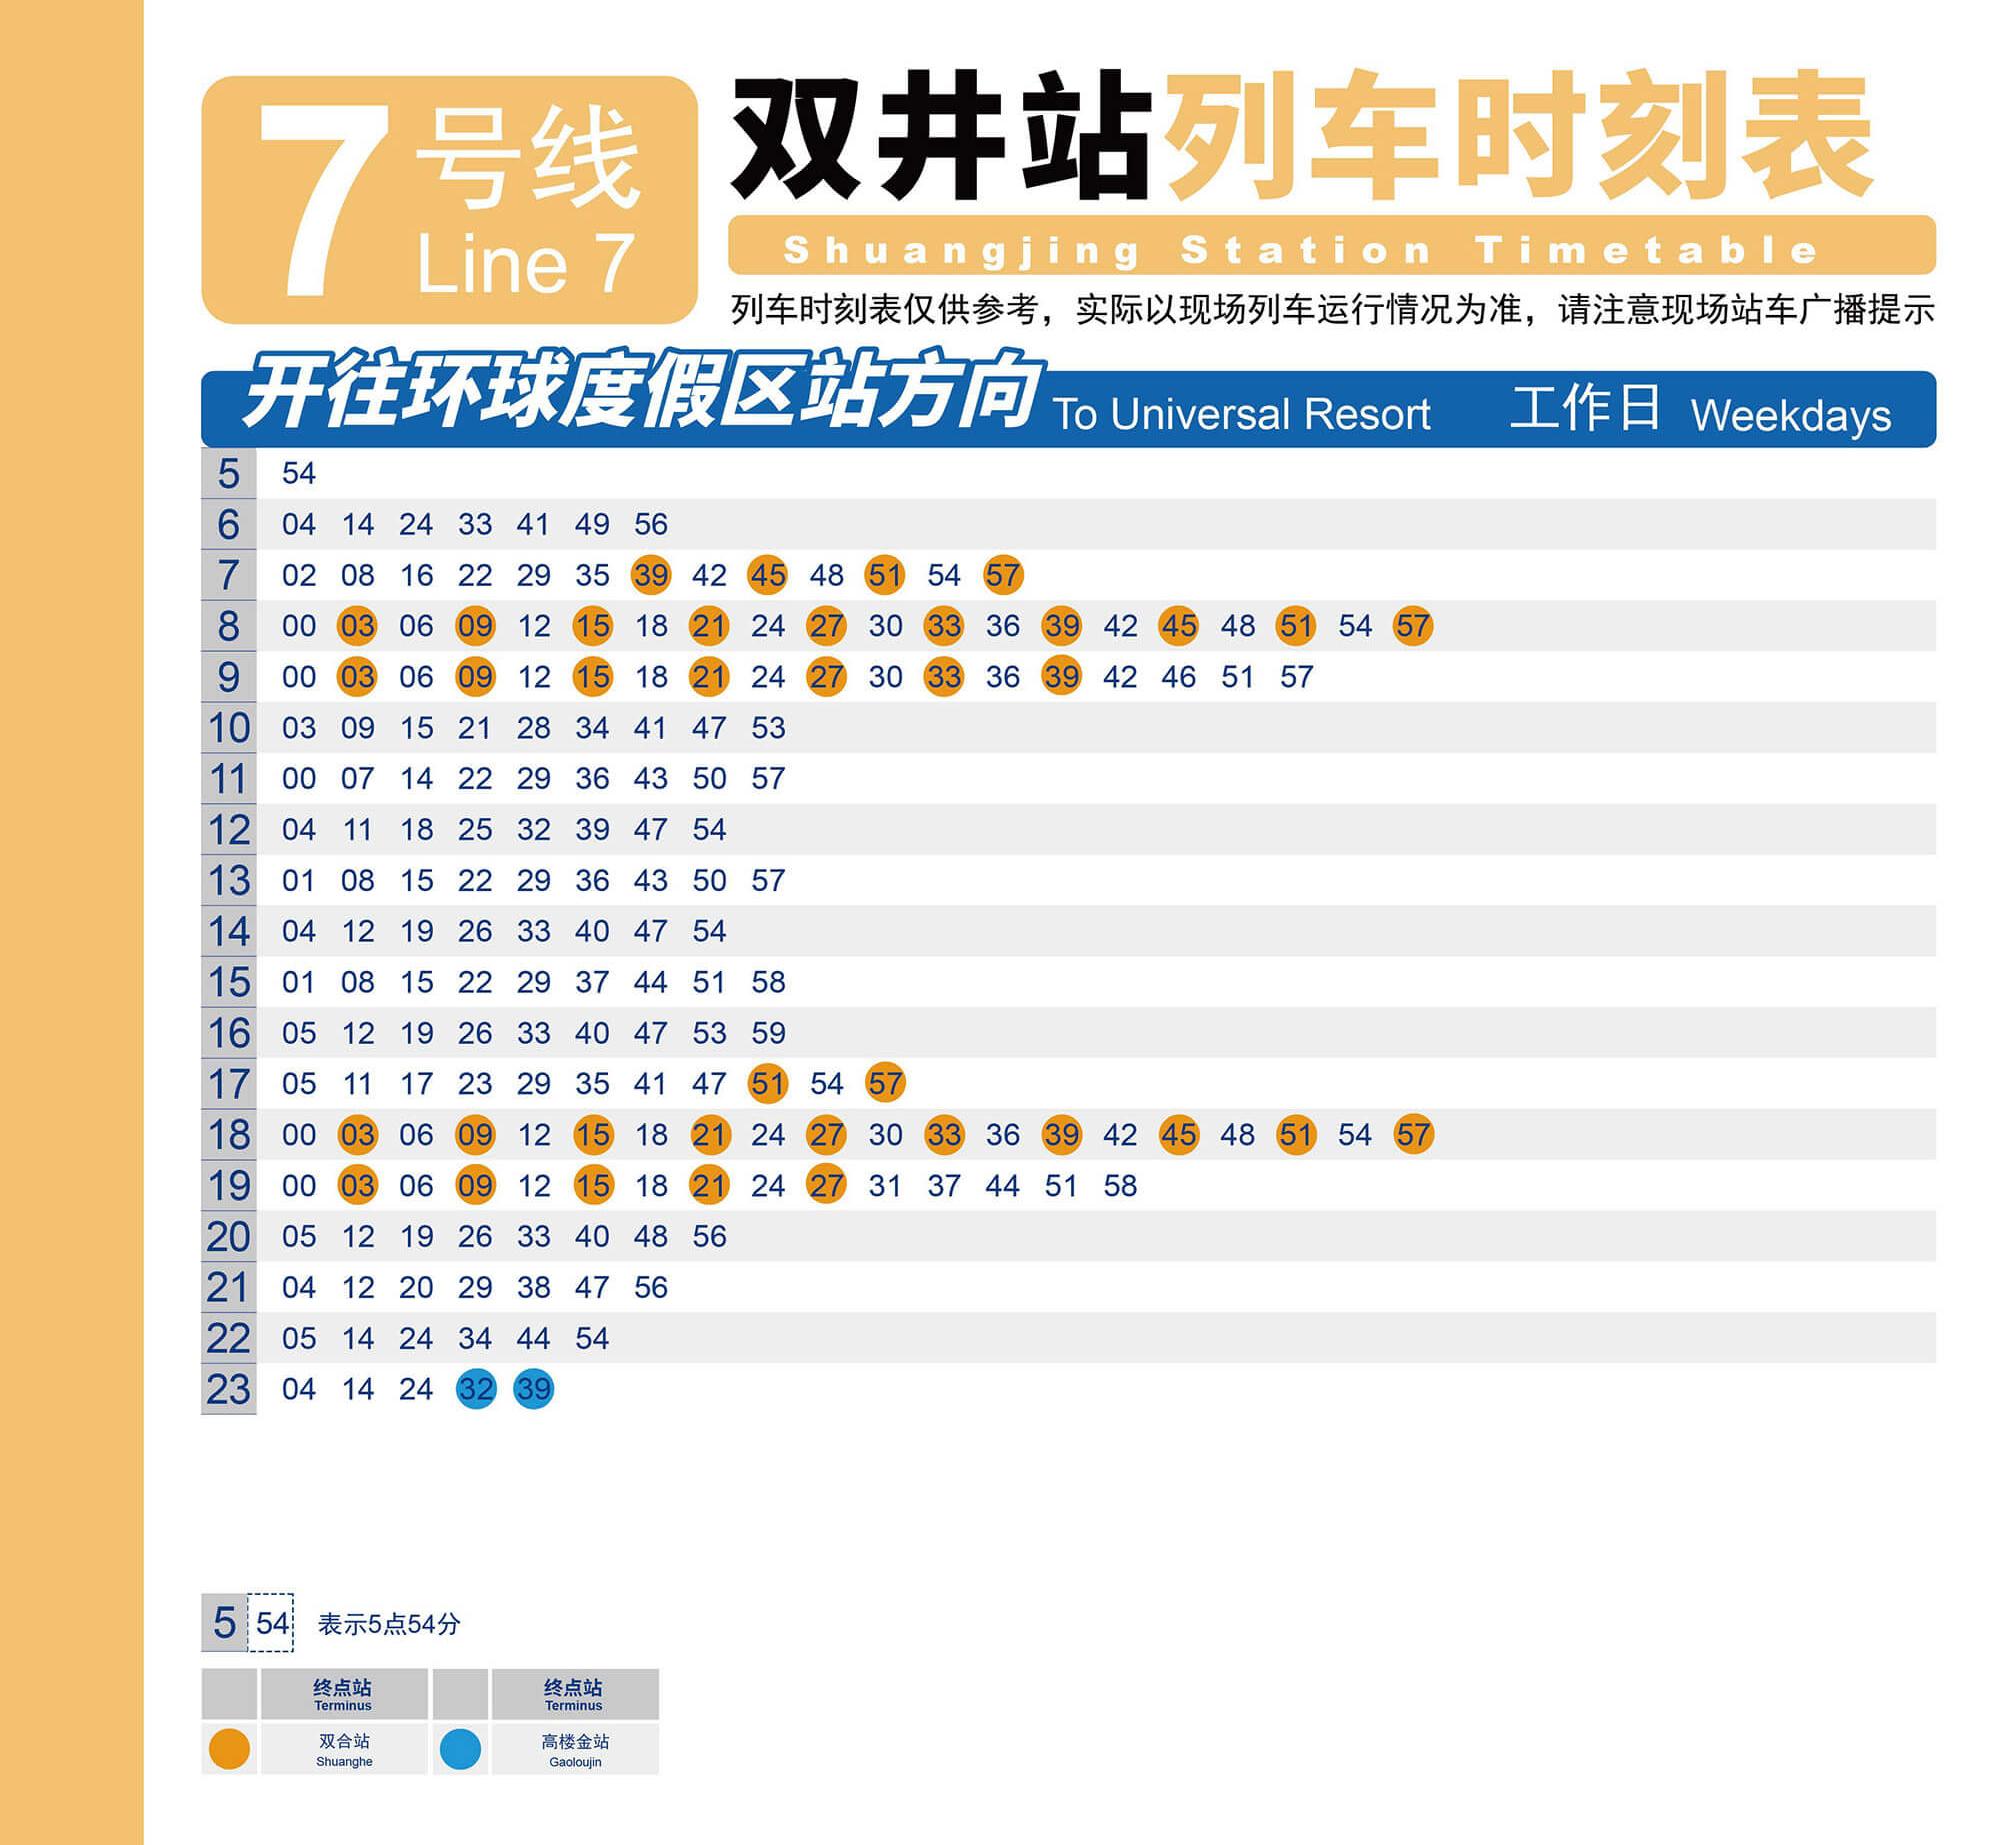 7号线
Line 7
双井站列车时刻表
Shuangjing Station Timetable
列车时刻表仅供参考，实际以现场列车运行情况为准，请注意现场站车广播提示
开往环球度假区站方向 To Universal Resort 工作日 Weekdays
5 54
6 04 14 24 33 41 49 56
7 02 08 16 22 29 35 39 42 45 48 51 54 57
8 00 03 06 09 12 15 18 21 24 27 30 33 36 39 42 45 48 51 54 57
9 00 03 06 09 12 15 18 21 24 27 30 33 36 39 42 46 51 57
10 03 09 15 21 28 34 41 47 53
11 00 07 14 22 29 36 43 50 57
12 04 11 18 25 32 39 47 54
13 01 08 15 22 29 36 43 50 57
14 04 12 19 26 33 40 47 54
15 01 08 15 22 29 37 44 51 58
16 05 12 19 26 33 40 47 53 59
17 05 11 17 23 29 35 41 47 51 54 57
18 00 03 06 09 12 15 18 21 24 27 30 33 36 39 42 45 48 51 54 57
19 00 03 06 09 12 15 18 21 24 27 31 37 44 51 58
20 05 12 19 26 33 40 48 56
21 04 12 20 29 38 47 56
22 05 14 24 34 44 54
23 04 14 24 32 39
5 54 表示5点54分
终点站 终点站
Terminus Terminus
双合站 高楼金站
Shuanghe Gaoloujin